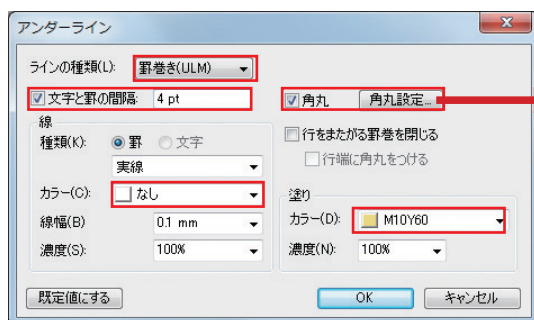 アンダーライン
ラインの種類(L): 罫巻き(ULM)
文字と罫の間隔: 4 pt
角丸 角丸設定...
線
種類(K): 罫 文字
実線
カラー(C): なし
線幅(B) 0.1 mm
濃度(S): 100%
行をまたがる罫巻を閉じる
行端に角丸をつける
塗り
カラー(D): M10Y60
濃度(N): 100%
既定値にする OK キャンセル